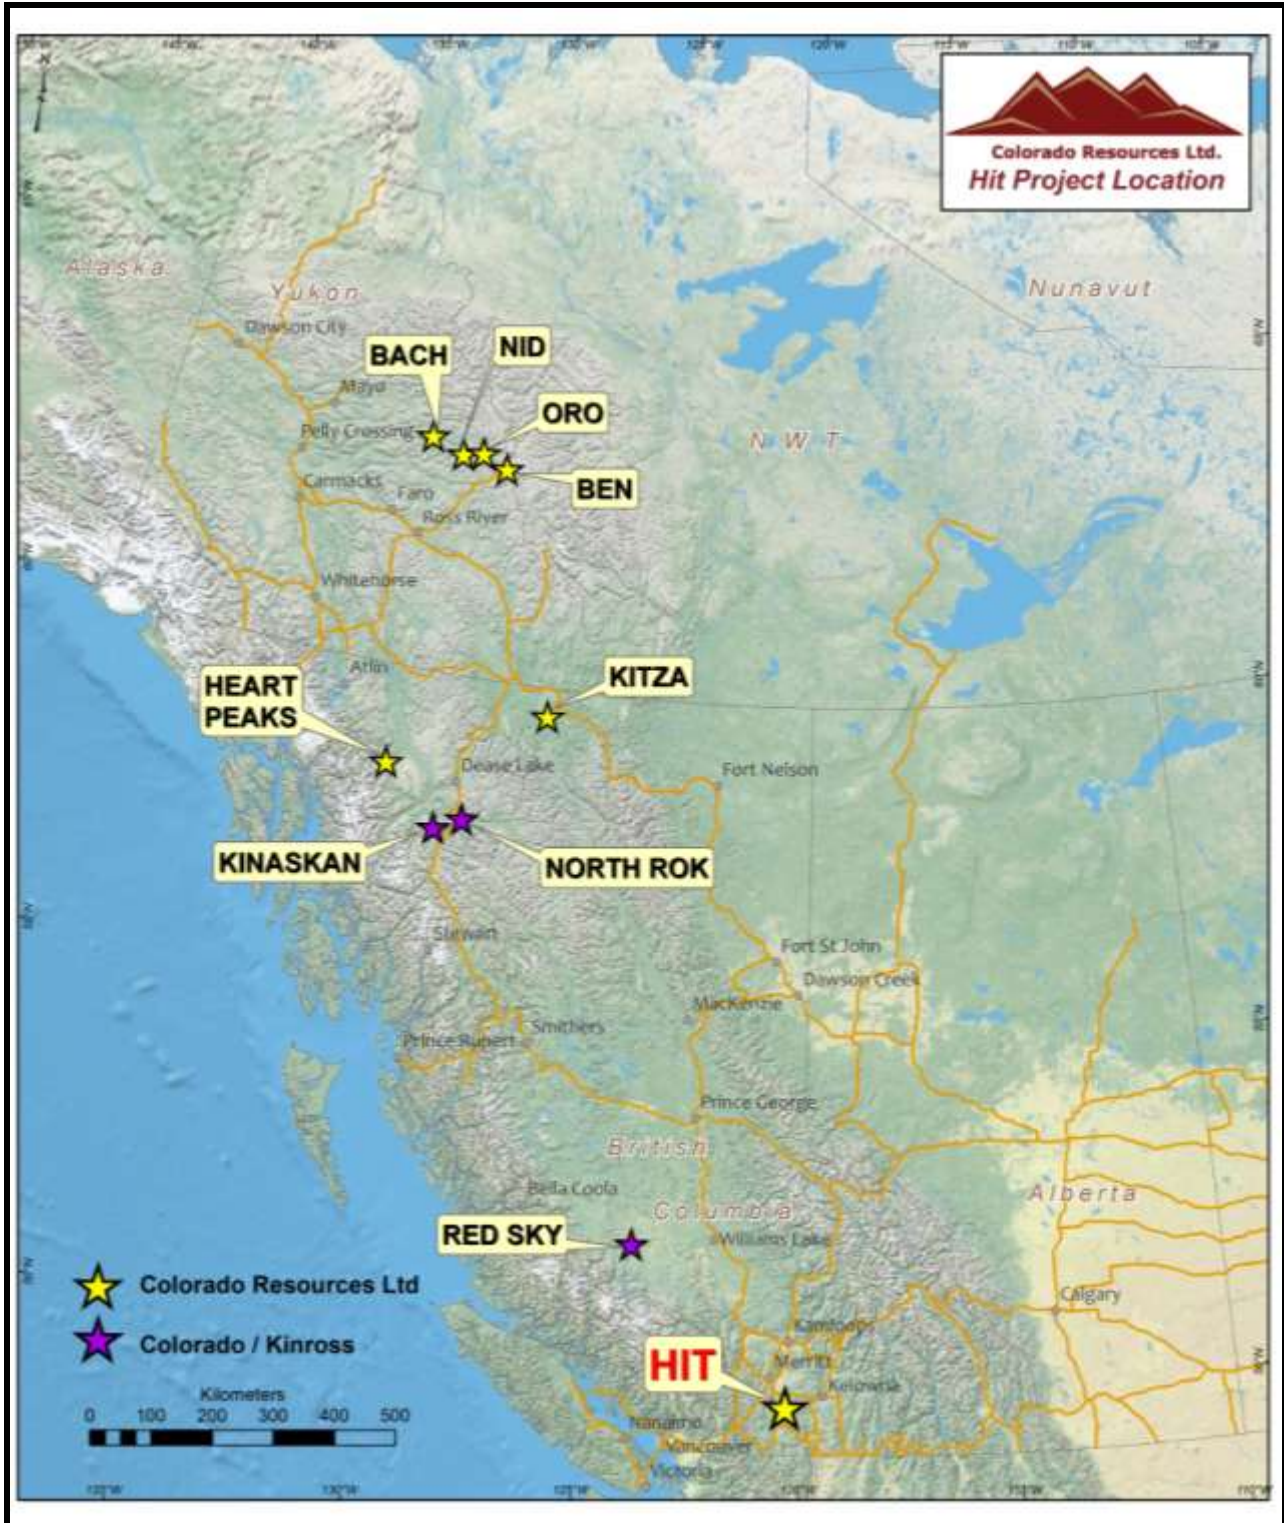 Colorado Resources Ltd.
Hit Project Location
Alaska
Yukon
Nunavut
Dawson City
BACH
NID
Mayo
ORO
Pelly Crossing
N W T
Carmacks
Faro
BEN
Ross River
Whitehorse
Atlin
HEART
PEAKS
KITZA
Dease Lake
Fort Nelson
KINASKAN
NORTH ROK
Stewart
Fort St John
Dawson Creek
MacKenzie
Smithers
Prince Rupert
Prince George
British
Columbia
Bella Coola
Alberta
RED SKY
Williams Lake
Colorado Resources Ltd
Calgary
Kamloops
Colorado / Kinross
HIT
Merritt
Kelowna
Kilometers
0 100 200 300 400 500
Nanaimo
Vancouver
Victoria